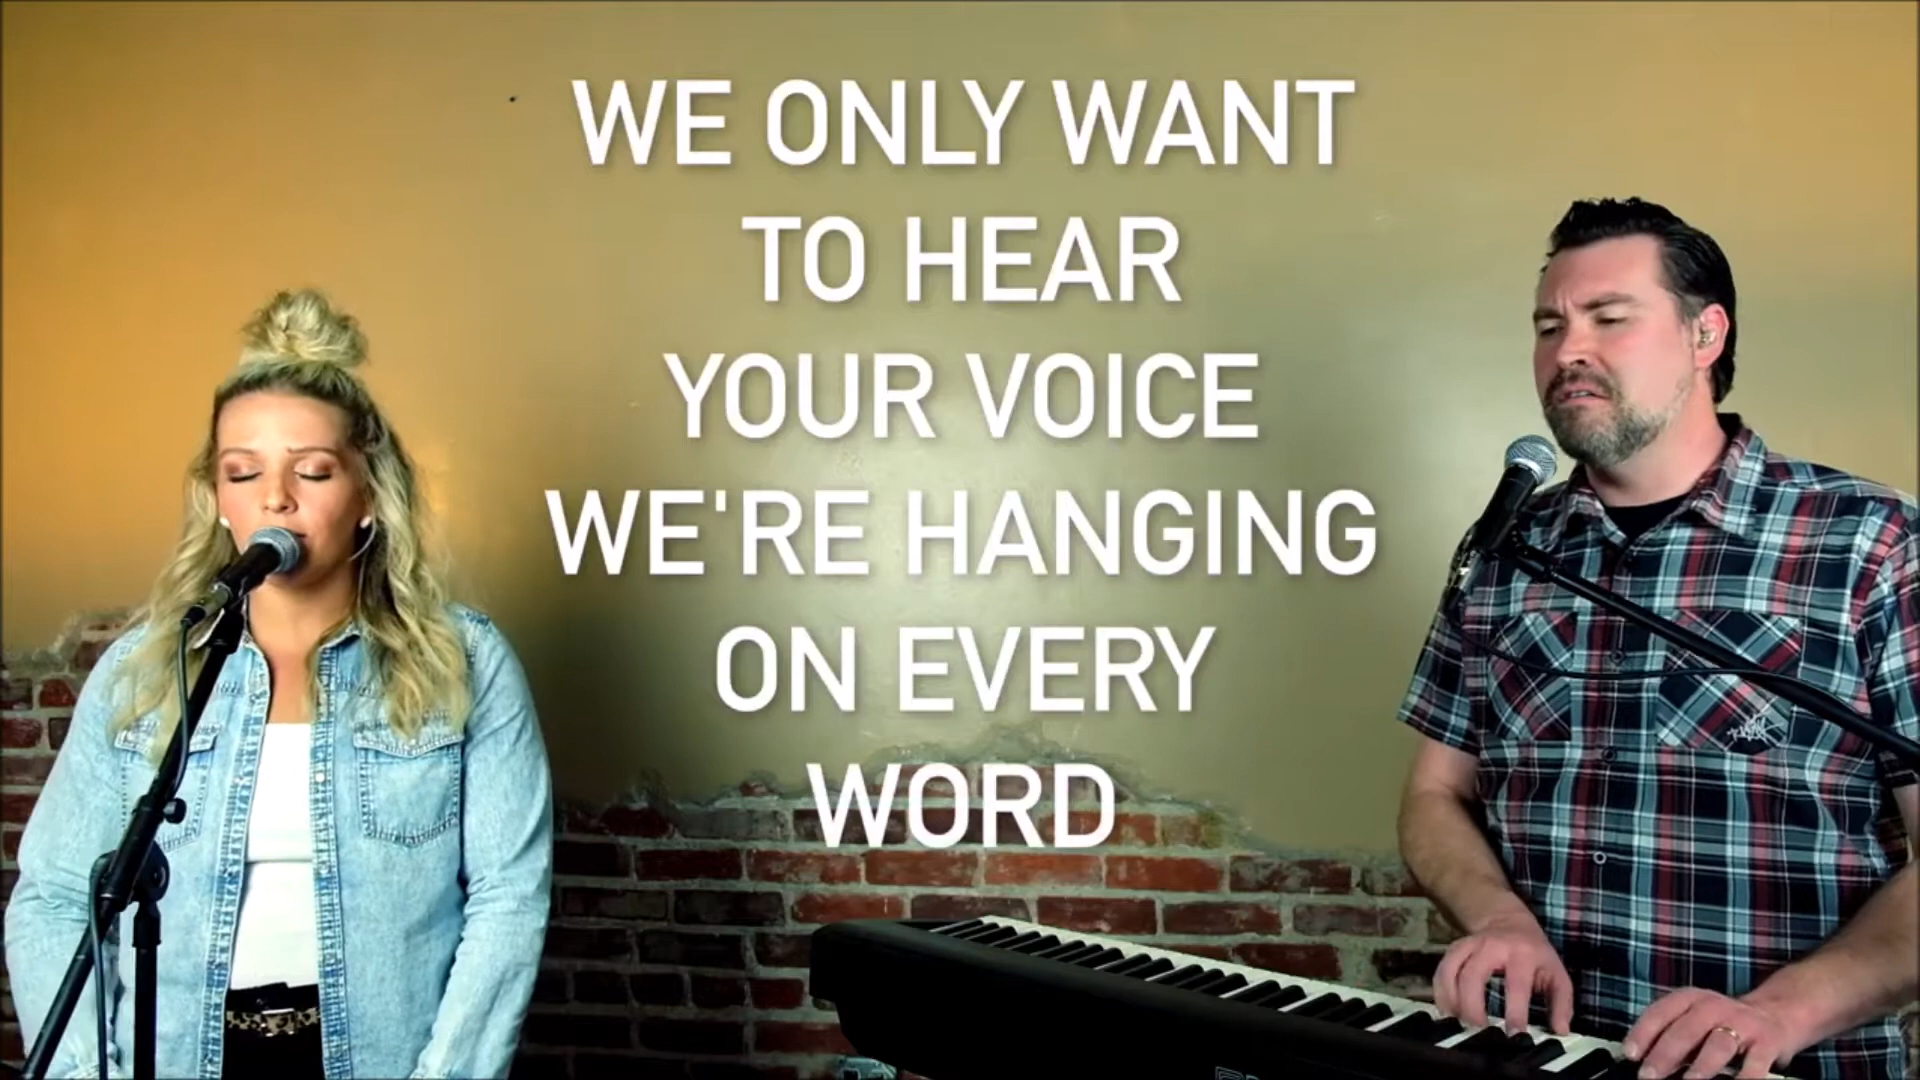 WE ONLY WANT
TO HEAR
YOUR VOICE
WE'RE HANGING
ON EVERY
WORD